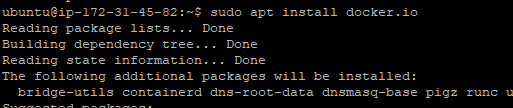 ubuntu@ip-172-31-45-82:~$ sudo apt install docker.io
Reading package lists... Done
Building dependency tree... Done
Reading state information... Done
The following additional packages will be installed:
  bridge-utils containerd dns-root-data dnsmasq-base pigz runc u
Suggested packages: